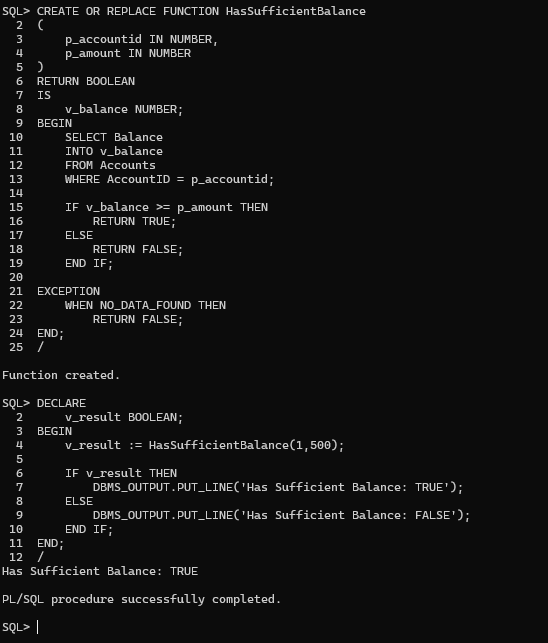 SQL> CREATE OR REPLACE FUNCTION HasSufficientBalance
  2  (
  3      p_accountid IN NUMBER,
  4      p_amount IN NUMBER
  5  )
  6  RETURN BOOLEAN
  7  IS
  8      v_balance NUMBER;
  9  BEGIN
 10      SELECT Balance
 11      INTO v_balance
 12      FROM Accounts
 13      WHERE AccountID = p_accountid;
 14
 15      IF v_balance >= p_amount THEN
 16          RETURN TRUE;
 17      ELSE
 18          RETURN FALSE;
 19      END IF;
 20
 21  EXCEPTION
 22      WHEN NO_DATA_FOUND THEN
 23          RETURN FALSE;
 24  END;
 25  /

Function created.

SQL> DECLARE
  2      v_result BOOLEAN;
  3  BEGIN
  4      v_result := HasSufficientBalance(1,500);
  5
  6      IF v_result THEN
  7          DBMS_OUTPUT.PUT_LINE('Has Sufficient Balance: TRUE');
  8      ELSE
  9          DBMS_OUTPUT.PUT_LINE('Has Sufficient Balance: FALSE');
 10      END IF;
 11  END;
 12  /
Has Sufficient Balance: TRUE

PL/SQL procedure successfully completed.

SQL>